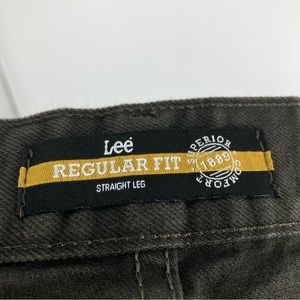 Lee
REGULAR FIT
STRAIGHT LEG
SUPERIOR
1889
COMFORT